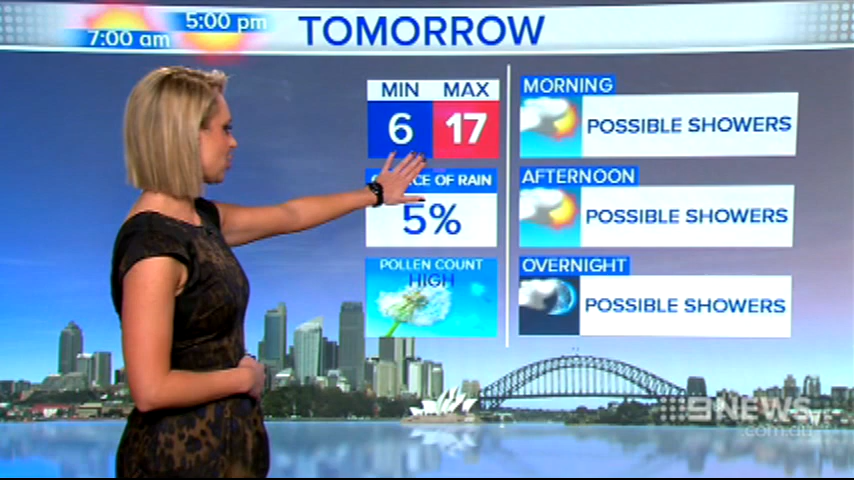 5:00 pm
7:00 am
TOMORROW
MIN MAX
6 17
CE OF RAIN
5%
POLLEN COUNT
HIGH
MORNING
POSSIBLE SHOWERS
AFTERNOON
POSSIBLE SHOWERS
OVERNIGHT
POSSIBLE SHOWERS
9NEWS
.com.au